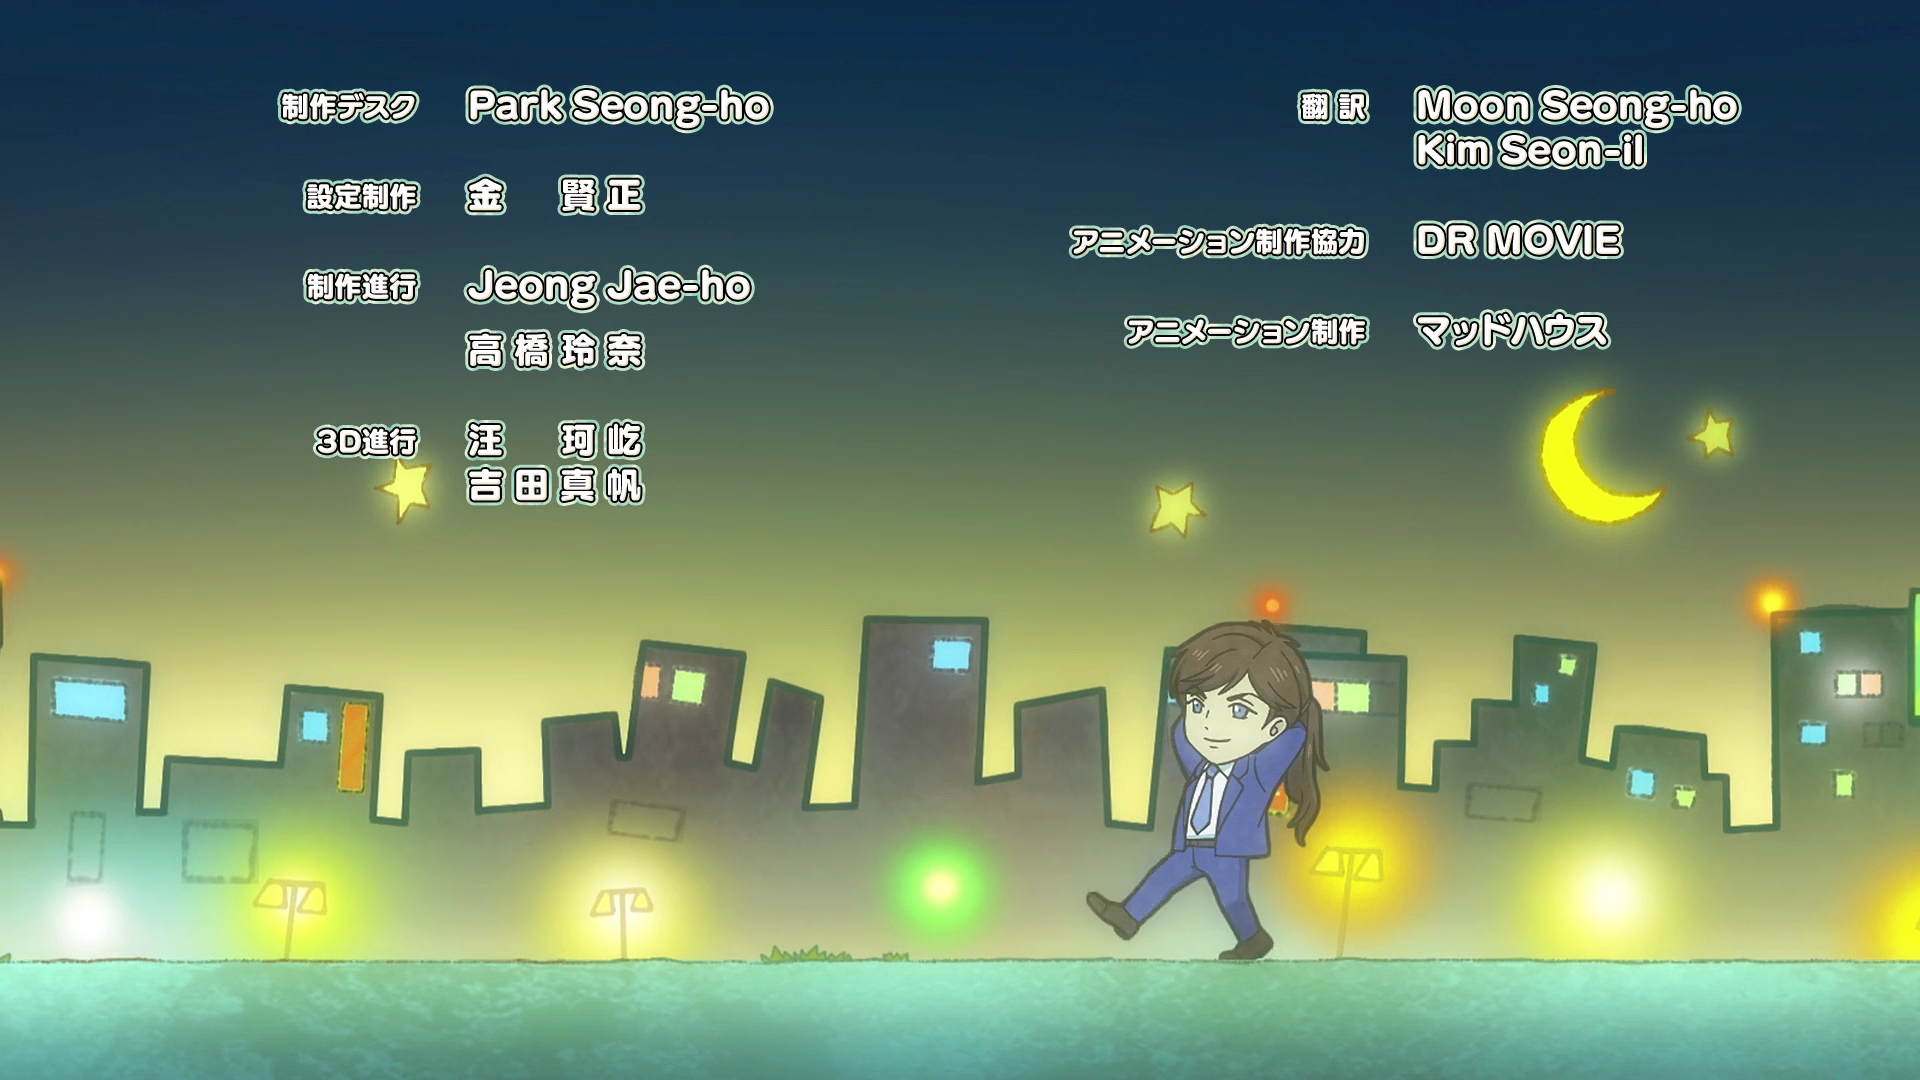 制作デスク Park Seong-ho
設定制作 金 賢正
制作進行 Jeong Jae-ho
高橋玲奈
3D進行 汪 珂屹
吉田真帆
翻訳 Moon Seong-ho
Kim Seon-il
アニメーション制作協力 DR MOVIE
アニメーション制作 マッドハウス